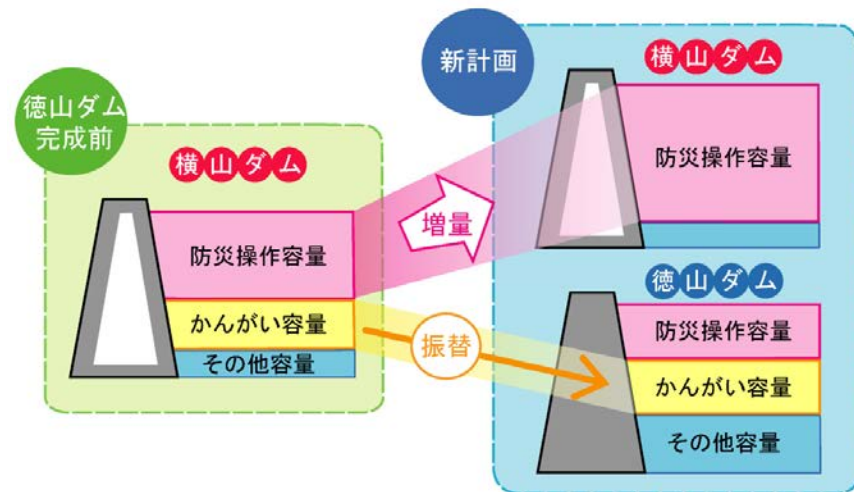 徳山ダム
完成前
横山ダム
防災操作容量
かんがい容量
その他容量
増量
振替
新計画
横山ダム
防災操作容量
徳山ダム
防災操作容量
かんがい容量
その他容量